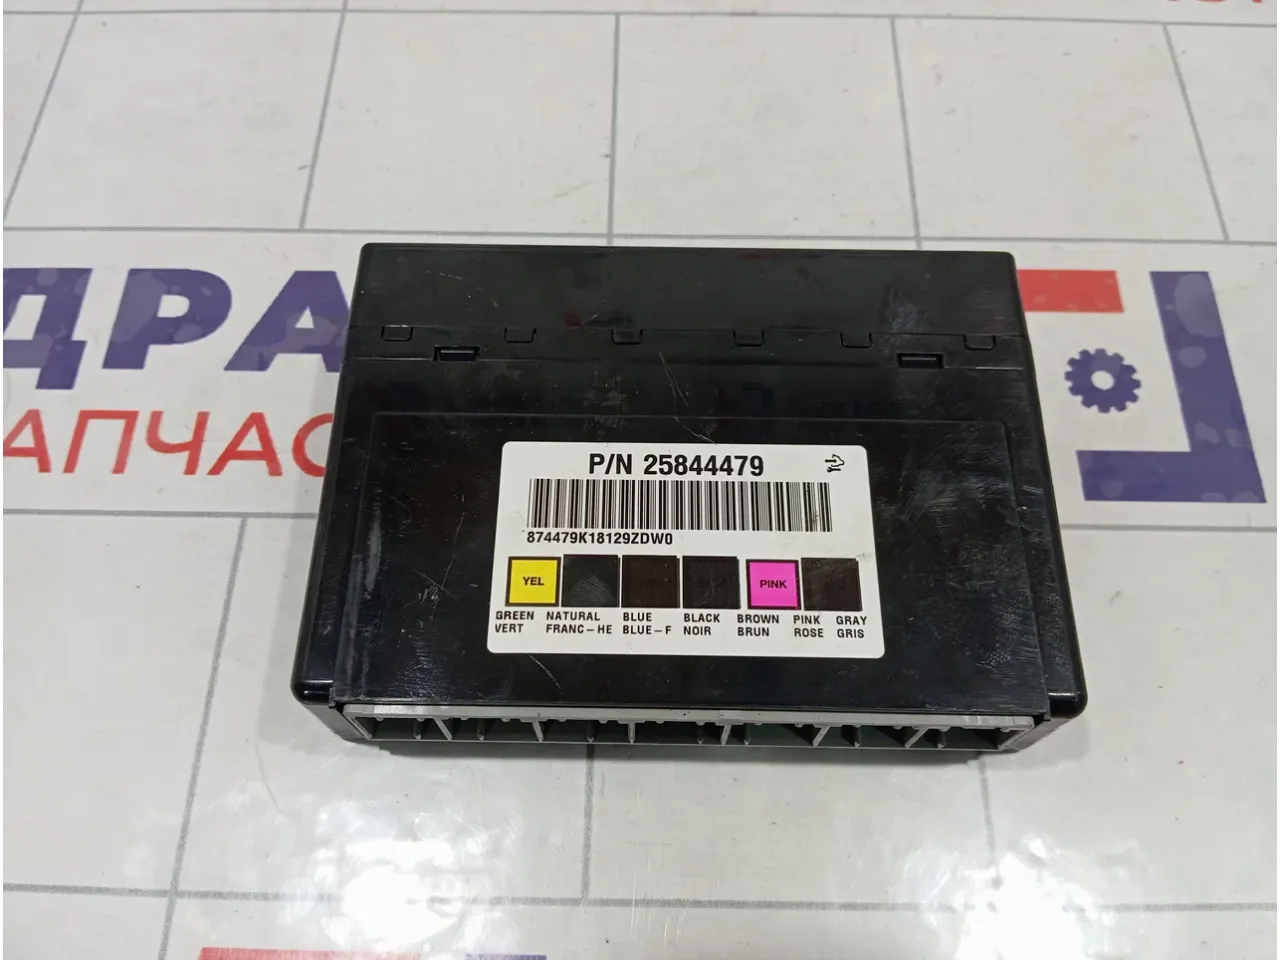 ДРА
ЗАПЧАС
P/N 25844479
874479K18129ZDW0
YEL
PINK
GREEN NATURAL BLUE BLACK BROWN PINK GRAY
VERT FRANC-HE BLUE-F NOIR BRUN ROSE GRIS